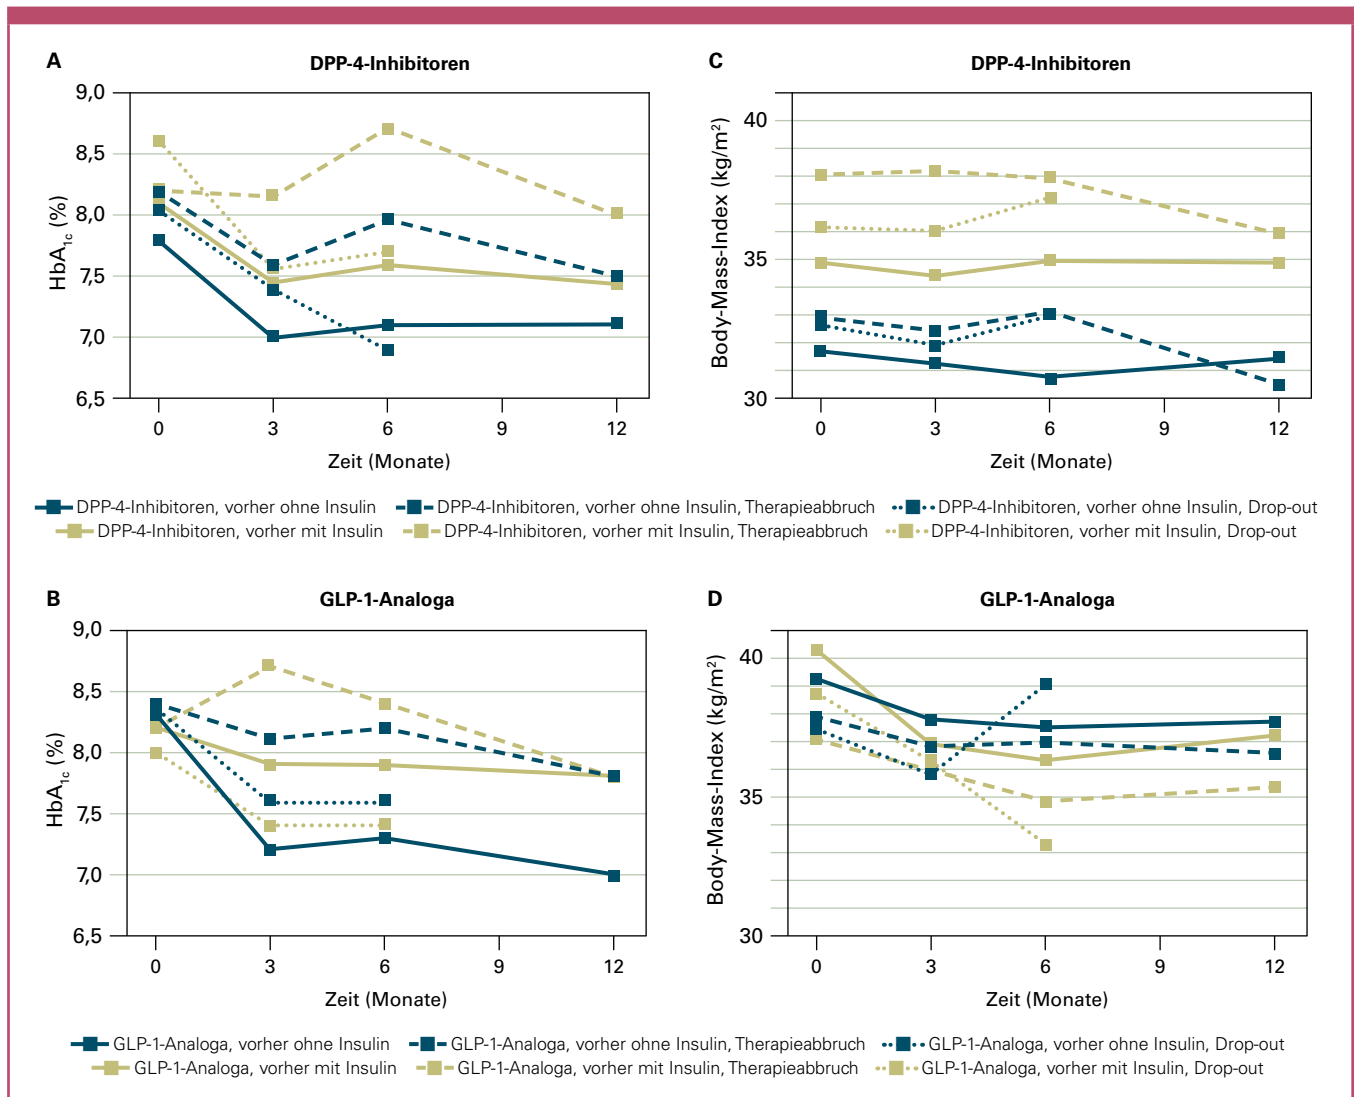 A
DPP-4-Inhibitoren
HbA1c (%)
9,0
8,5
8,0
7,5
7,0
6,5
0 3 6 9 12
Zeit (Monate)
C
DPP-4-Inhibitoren
Body-Mass-Index (kg/m²)
40
35
30
0 3 6 9 12
Zeit (Monate)
DPP-4-Inhibitoren, vorher ohne Insulin DPP-4-Inhibitoren, vorher ohne Insulin, Therapieabbruch DPP-4-Inhibitoren, vorher ohne Insulin, Drop-out
DPP-4-Inhibitoren, vorher mit Insulin DPP-4-Inhibitoren, vorher mit Insulin, Therapieabbruch DPP-4-Inhibitoren, vorher mit Insulin, Drop-out
B
GLP-1-Analoga
HbA1c (%)
9,0
8,5
8,0
7,5
7,0
6,5
0 3 6 9 12
Zeit (Monate)
D
GLP-1-Analoga
Body-Mass-Index (kg/m²)
40
35
30
0 3 6 9 12
Zeit (Monate)
GLP-1-Analoga, vorher ohne Insulin GLP-1-Analoga, vorher ohne Insulin, Therapieabbruch GLP-1-Analoga, vorher ohne Insulin, Drop-out
GLP-1-Analoga, vorher mit Insulin GLP-1-Analoga, vorher mit Insulin, Therapieabbruch GLP-1-Analoga, vorher mit Insulin, Drop-out